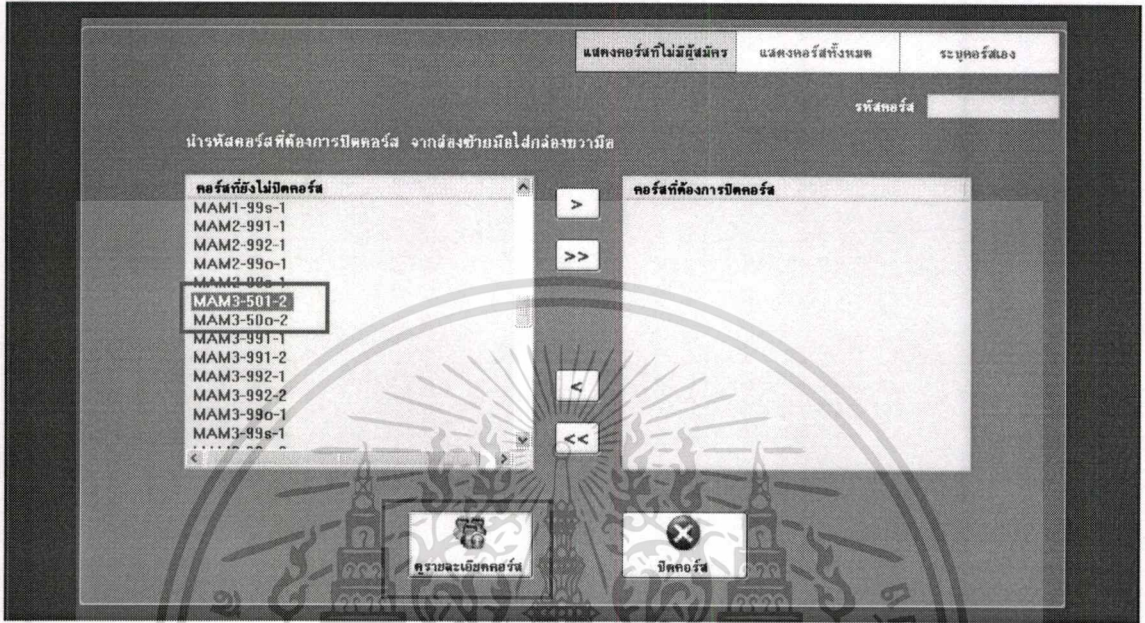 แสดงคอร์สที่ไม่มีผู้สมัคร แสดงคอร์สทั้งหมด ระบุคอร์สเอง
รหัสคอร์ส
นำรหัสคอร์สที่ต้องการปิดคอร์ส จากกล่องซ้ายมือใส่กล่องขวามือ
คอร์สที่ยังไม่ปิดคอร์ส
MAM1-99s-1
MAM2-991-1
MAM2-992-1
MAM2-99o-1
MAM2-99s-1
MAM3-501-2
MAM3-50o-2
MAM3-991-1
MAM3-991-2
MAM3-992-1
MAM3-992-2
MAM3-99o-1
MAM3-99s-1
>
>>
<
<<
คอร์สที่ต้องการปิดคอร์ส
ดูรายละเอียดคอร์ส
ปิดคอร์ส